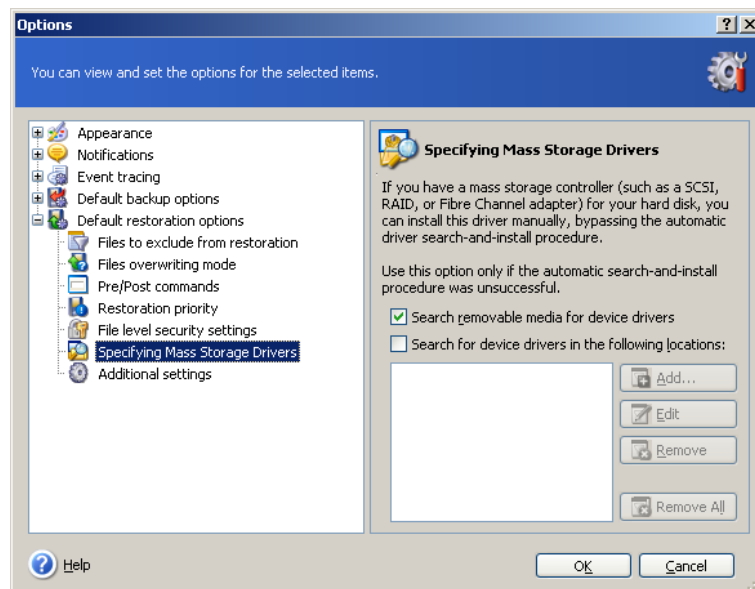 Options
You can view and set the options for the selected items.
Appearance
Notifications
Event tracing
Default backup options
Default restoration options
Files to exclude from restoration
Files overwriting mode
Pre/Post commands
Restoration priority
File level security settings
Specifying Mass Storage Drivers
Additional settings
Specifying Mass Storage Drivers
If you have a mass storage controller (such as a SCSI,
RAID, or Fibre Channel adapter) for your hard disk, you
can install this driver manually, bypassing the automatic
driver search-and-install procedure.
Use this option only if the automatic search-and-install
procedure was unsuccessful.
Search removable media for device drivers
Search for device drivers in the following locations:
Add...
Edit
Remove
Remove All
Help
OK
Cancel